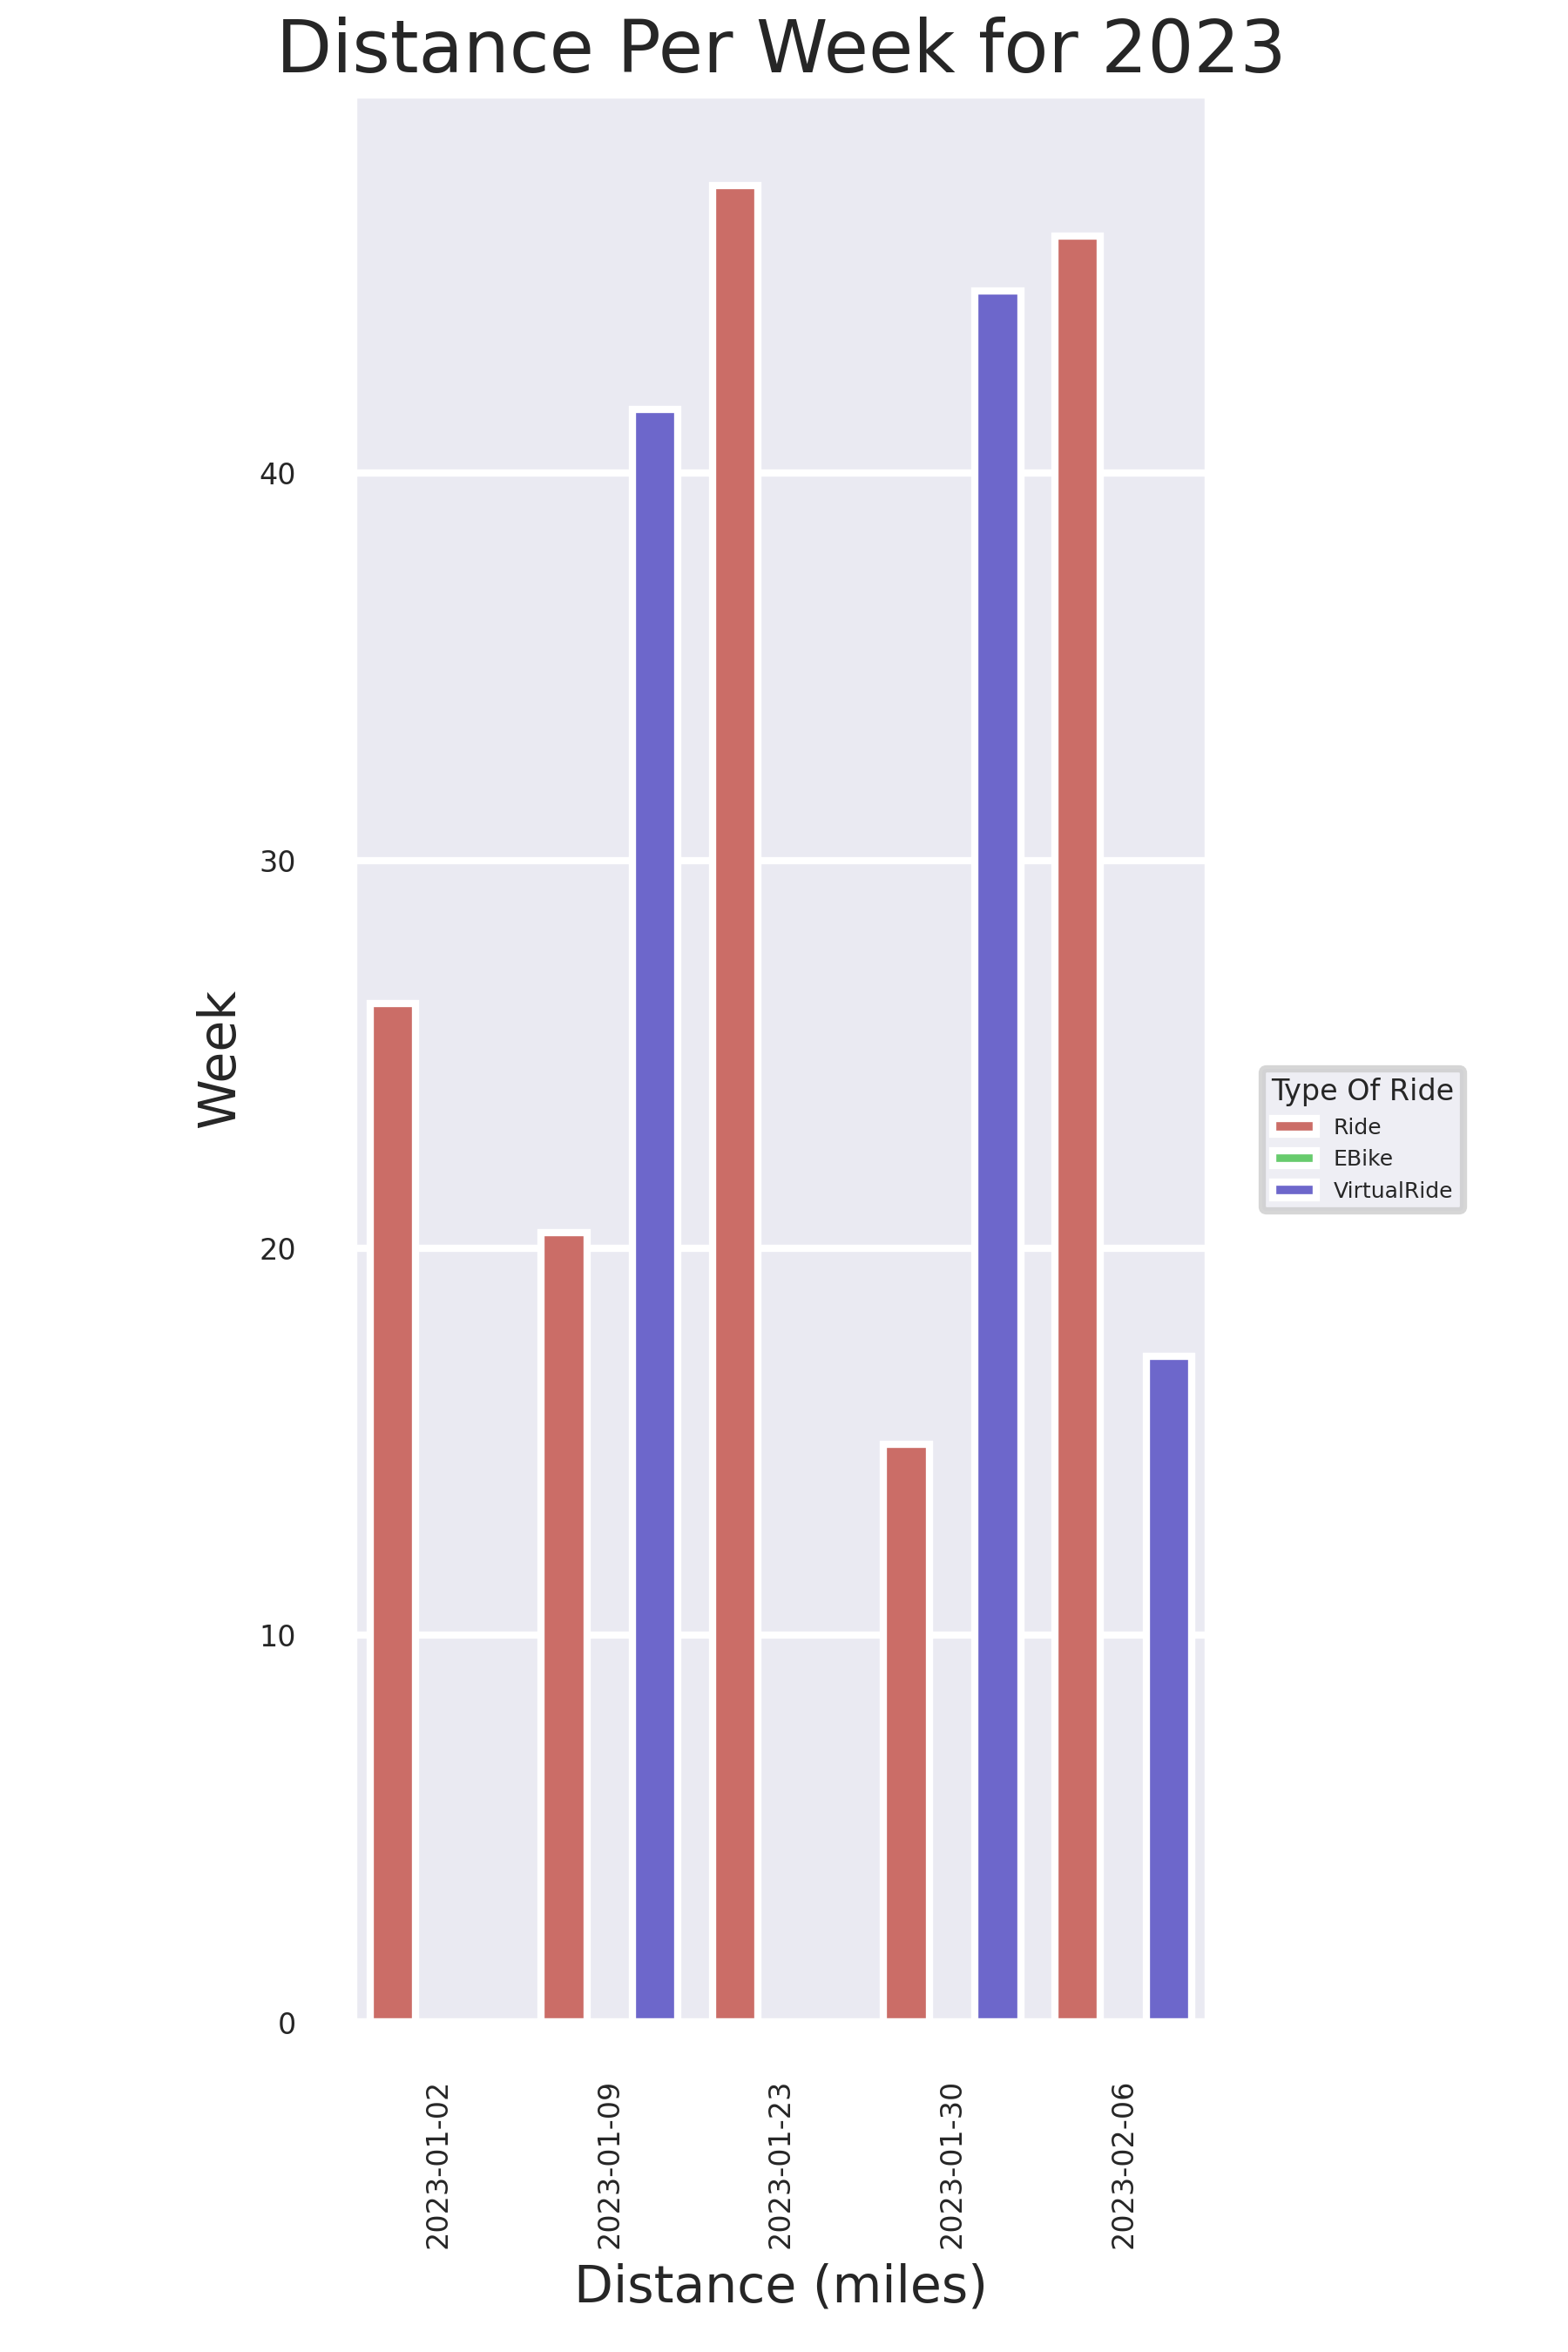 Distance Per Week for 2023
Week
40
30
20
10
0
Type Of Ride
Ride
EBike
VirtualRide
2023-01-02
2023-01-09
2023-01-23
2023-01-30
2023-02-06
Distance (miles)